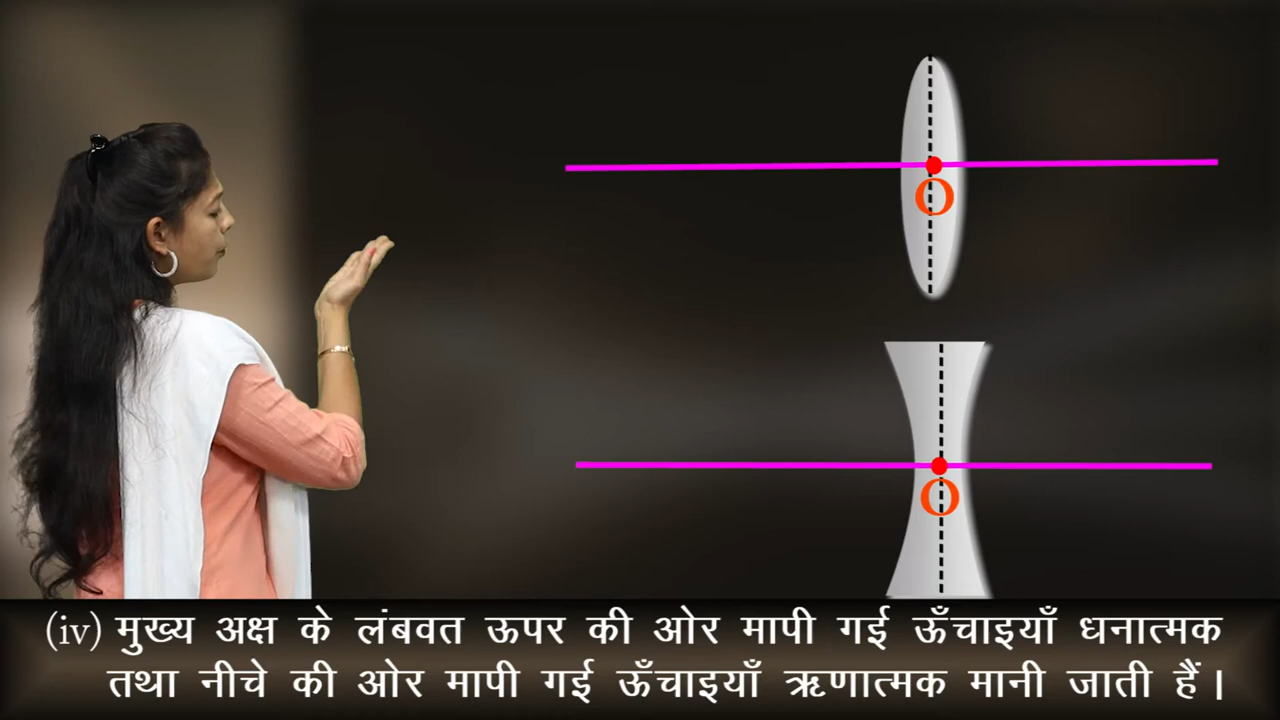 O
O
(iv) मुख्य अक्ष के लंबवत ऊपर की ओर मापी गई ऊँचाइयाँ धनात्मक
तथा नीचे की ओर मापी गई ऊँचाइयाँ ऋणात्मक मानी जाती हैं ।